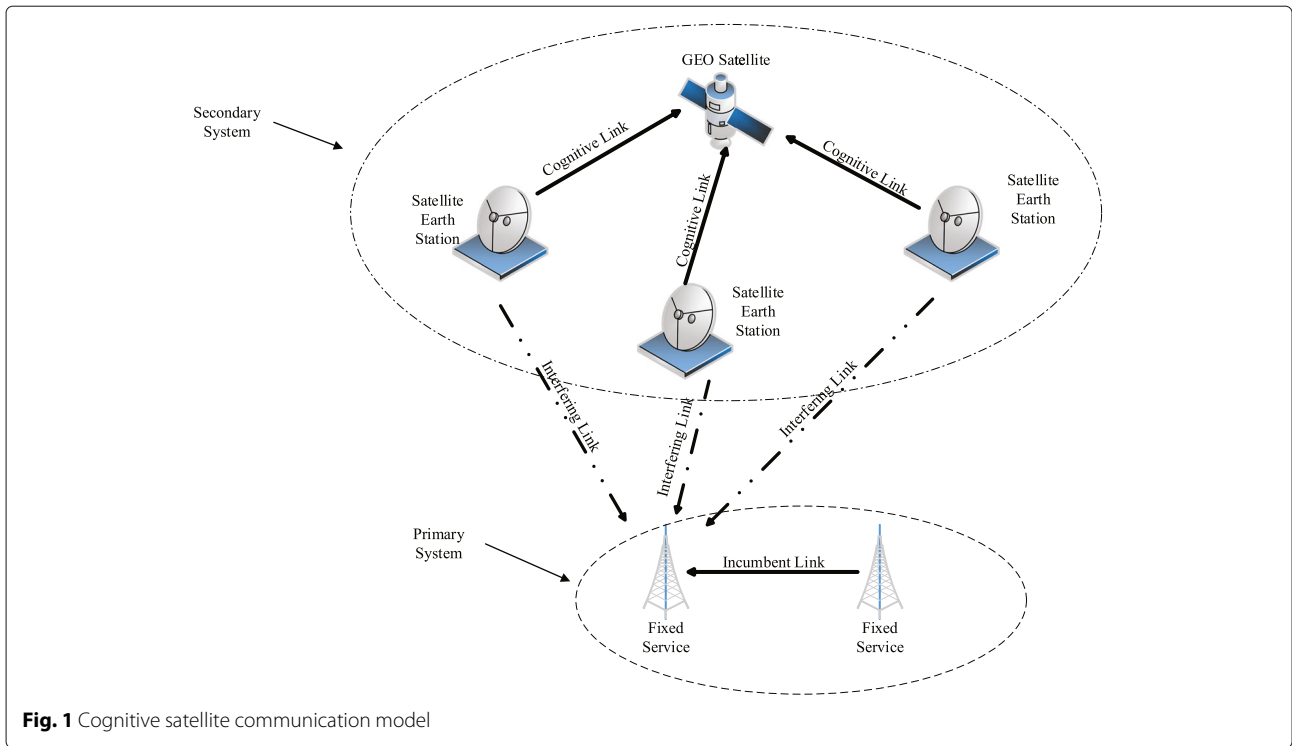 GEO Satellite
Secondary
System
Cognitive Link
Cognitive Link
Cognitive Link
Satellite
Earth
Station
Satellite
Earth
Station
Satellite
Earth
Station
Interfering Link
Interfering Link
Interfering Link
Primary
System
Incumbent Link
Fixed
Service
Fixed
Service
Fig. 1 Cognitive satellite communication model